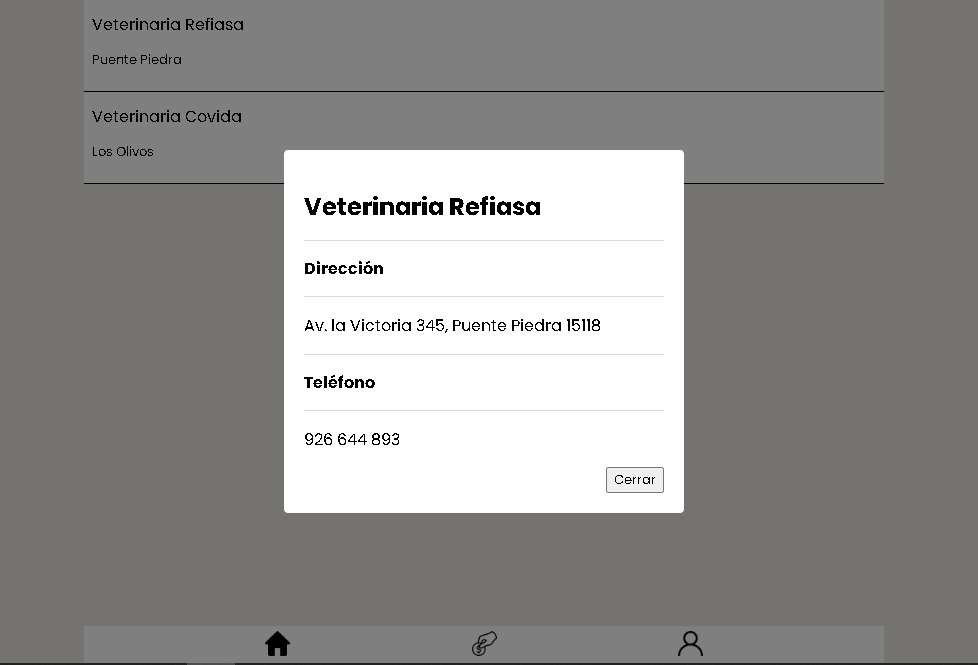 Veterinaria Refiasa
Puente Piedra
Veterinaria Covida
Los Olivos
Veterinaria Refiasa
Dirección
Av. la Victoria 345, Puente Piedra 15118
Teléfono
926 644 893
Cerrar